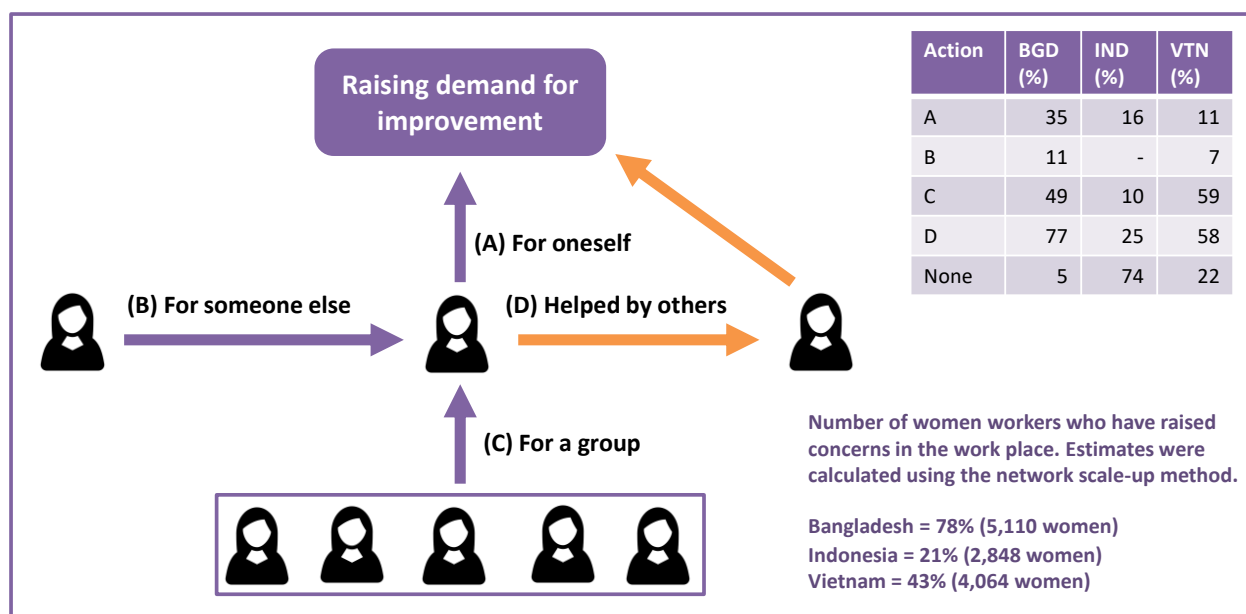 Raising demand for
improvement
(A) For oneself
(B) For someone else
(D) Helped by others
(C) For a group
Action BGD (%) IND (%) VTN (%)
A 35 16 11
B 11 - 7
C 49 10 59
D 77 25 58
None 5 74 22
Number of women workers who have raised
concerns in the work place. Estimates were
calculated using the network scale-up method.
Bangladesh = 78% (5,110 women)
Indonesia = 21% (2,848 women)
Vietnam = 43% (4,064 women)